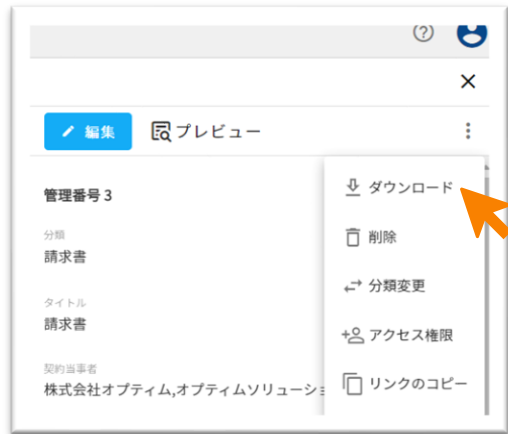 編集 プレビュー
管理番号 3
分類
請求書
タイトル
請求書
契約当事者
株式会社オプティム,オプティムソリューショ
ダウンロード
削除
分類変更
アクセス権限
リンクのコピー